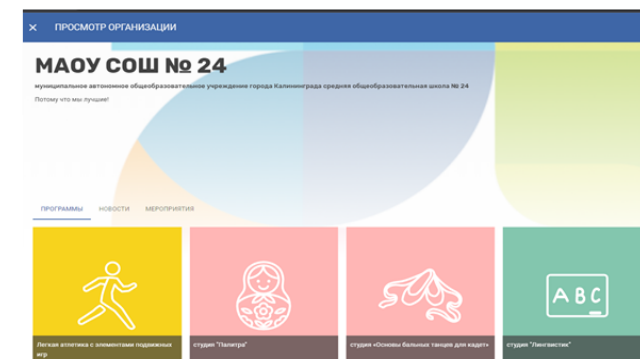 × ПРОСМОТР ОРГАНИЗАЦИИ
МАОУ СОШ № 24
муниципальное автономное общеобразовательное учреждение города Калининграда средняя общеобразовательная школа № 24
Потому что мы лучшие!
ПРОГРАММЫ НОВОСТИ МЕРОПРИЯТИЯ
A B C
Легкая атлетика с элементами подвижных игр
студия "Палитра"
студия «Основы бальных танцев для кадет»
студия "Лингвистик"